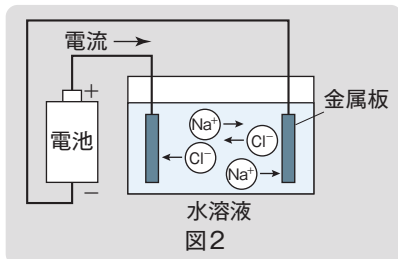 電流 →
+
電池
−
Na⁺ →
← Cl⁻
← Cl⁻
Na⁺ →
金属板
水溶液
図2